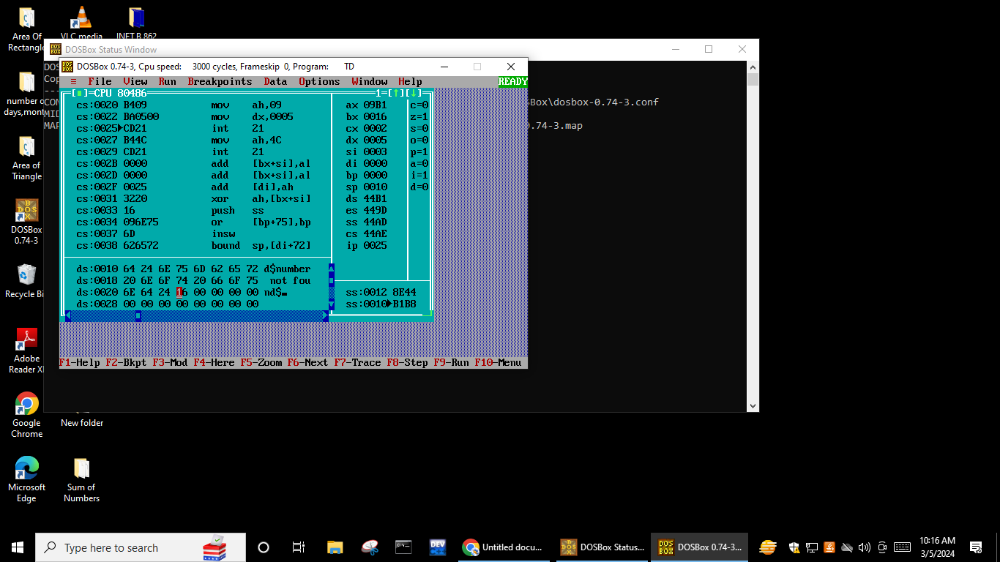 Area Of
Rectangle
VLC media
INET B 862
number o
days,mont
Area of
Triangle
DOSBox
0.74-3
Recycle Bi
Adobe
Reader X
Google
Chrome
New folder
Microsoft
Edge
Sum of
Numbers
DOSBox Status Window
DOS
Cop
---
CON
SBox\dosbox-0.74-3.conf
MID
MAP
0.74-3.map
DOSBox 0.74-3, Cpu speed: 3000 cycles, Frameskip 0, Program: TD
≡ File View Run Breakpoints Data Options Window Help READY
[■]=CPU 80486 1=[↑][↓]
cs:0020 B409 mov ah,09 ax 09B1 c=0
cs:0022 BA0500 mov dx,0005 bx 0016 z=1
cs:0025►CD21 int 21 cx 0002 s=0
cs:0027 B44C mov ah,4C dx 0005 o=0
cs:0029 CD21 int 21 si 0003 p=1
cs:002B 0000 add [bx+si],al di 0000 a=0
cs:002D 0000 add [bx+si],al bp 0000 i=1
cs:002F 0025 add [di],ah sp 0010 d=0
cs:0031 3220 xor ah,[bx+si] ds 44B1
cs:0033 16 push ss es 449D
cs:0034 096E75 or [bp+75],bp ss 44AD
cs:0037 6D insw cs 44AE
cs:0038 626572 bound sp,[di+72] ip 0025
ds:0010 64 24 6E 75 6D 62 65 72 d$number
ds:0018 20 6E 6F 74 20 66 6F 75 not fou
ds:0020 6E 64 24 16 00 00 00 00 nd$▬ ss:0012 8E44
ds:0028 00 00 00 00 00 00 00 00 ss:0010►B1B8
F1-Help F2-Bkpt F3-Mod F4-Here F5-Zoom F6-Next F7-Trace F8-Step F9-Run F10-Menu
Type here to search
DEV
Untitled docu...
DOSBox Status...
DOSBox 0.74-3...
10:16 AM
3/5/2024